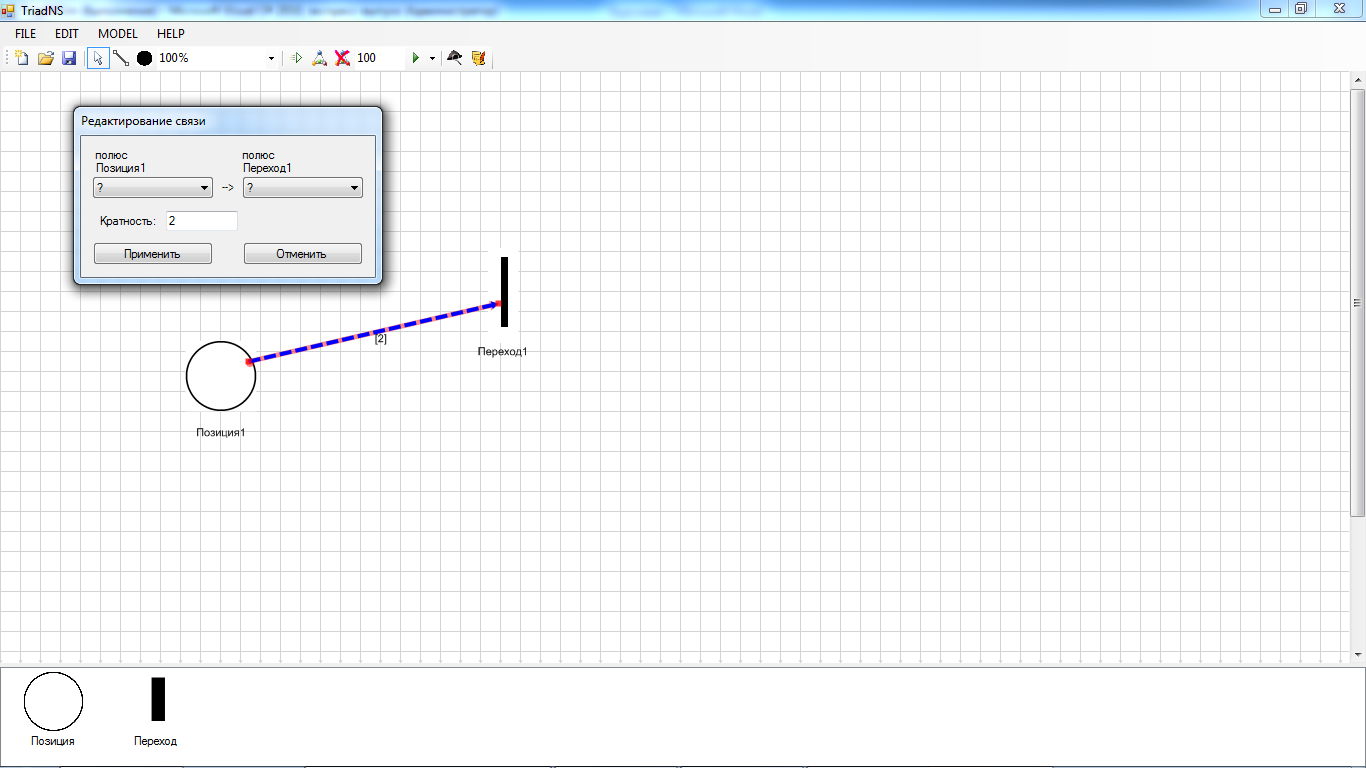 TriadNS
FILE EDIT MODEL HELP
100% 100
Редактирование связи
полюс полюс
Позиция1 Переход1
? --> ?
Кратность: 2
Применить Отменить
[2]
Переход1
Позиция1
Позиция Переход